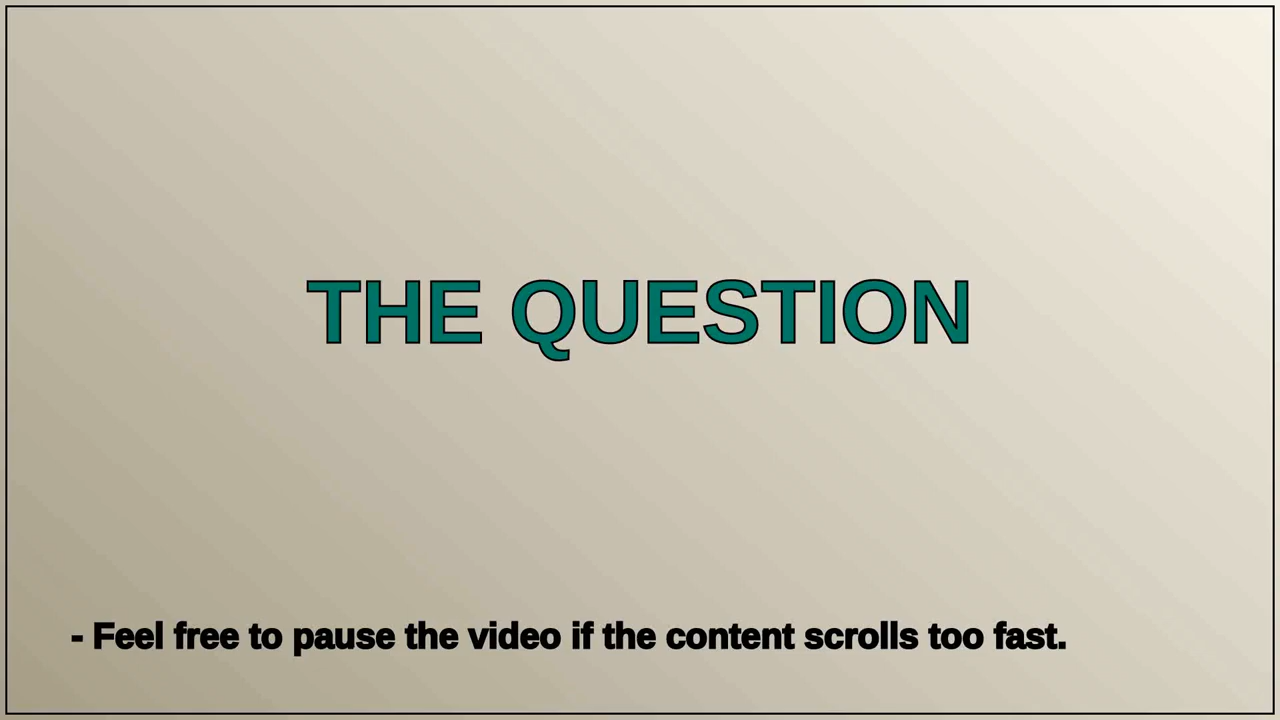 THE QUESTION
- Feel free to pause the video if the content scrolls too fast.